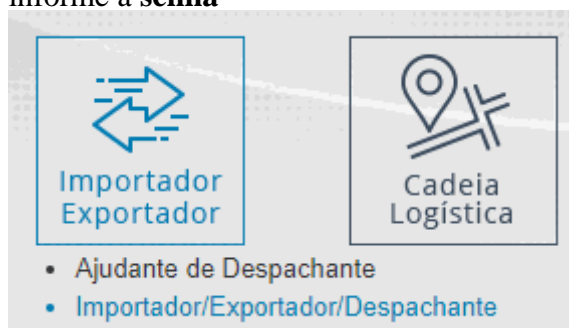 informe a senha
Importador
Exportador
Cadeia
Logística
Ajudante de Despachante
Importador/Exportador/Despachante